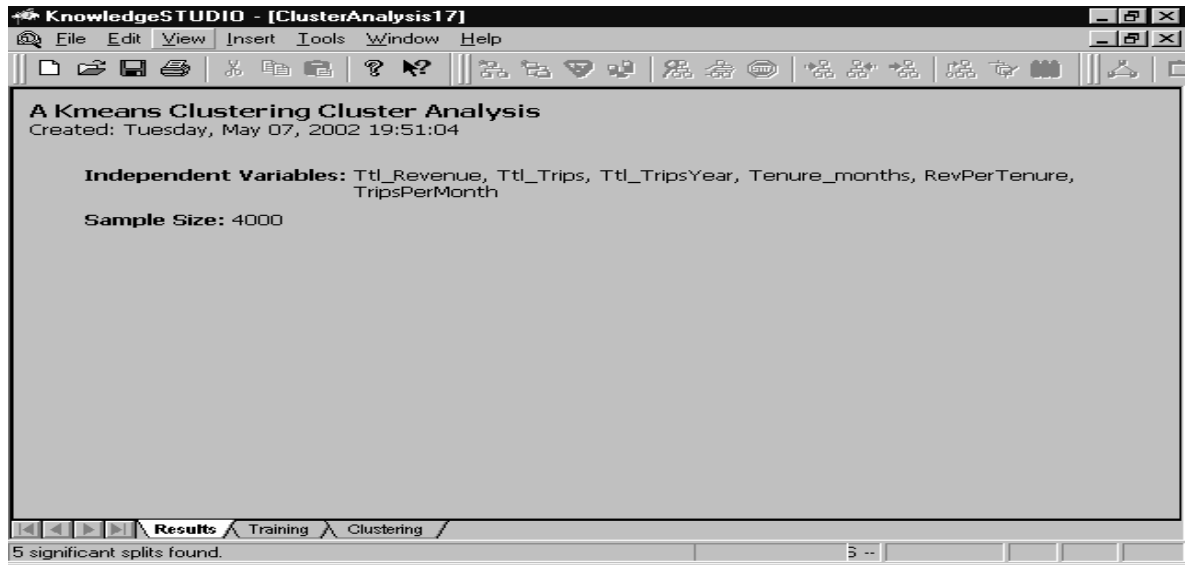 KnowledgeSTUDIO - [ClusterAnalysis17]
File Edit View Insert Tools Window Help
A Kmeans Clustering Cluster Analysis
Created: Tuesday, May 07, 2002 19:51:04
Independent Variables: Ttl_Revenue, Ttl_Trips, Ttl_TripsYear, Tenure_months, RevPerTenure,
TripsPerMonth
Sample Size: 4000
Results Training Clustering
5 significant splits found.